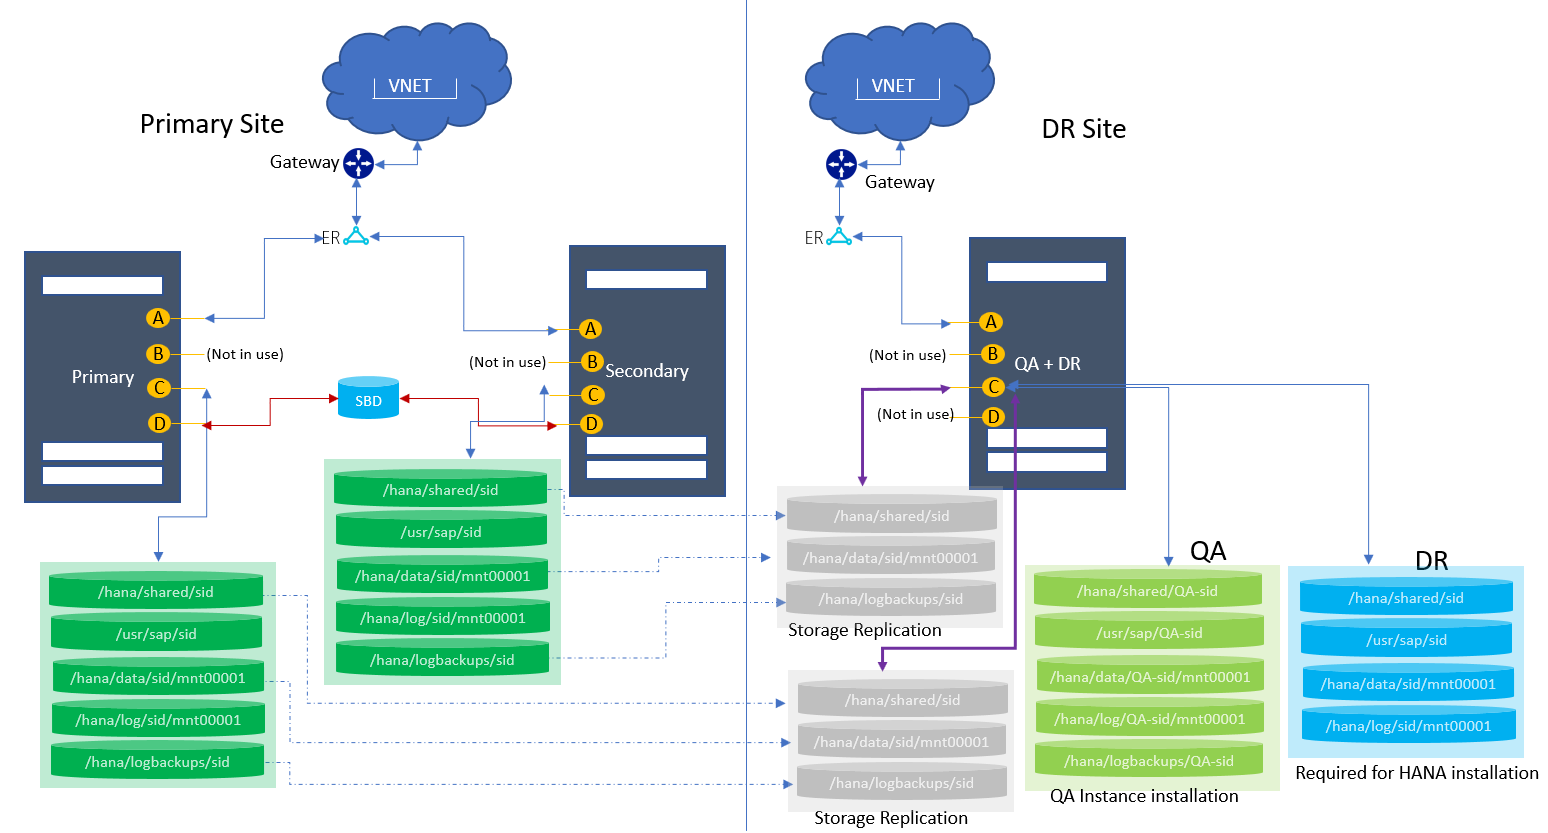 VNET
Primary Site
Gateway
ER
Primary
A
B
(Not in use)
C
D
SBD
Secondary
A
(Not in use)
B
C
D
/hana/shared/sid
/usr/sap/sid
/hana/data/sid/mnt00001
/hana/log/sid/mnt00001
/hana/logbackups/sid
/hana/shared/sid
/usr/sap/sid
/hana/data/sid/mnt00001
/hana/log/sid/mnt00001
/hana/logbackups/sid
VNET
DR Site
Gateway
ER
A
(Not in use)
B
QA + DR
C
(Not in use)
D
/hana/shared/sid
/hana/data/sid/mnt00001
/hana/logbackups/sid
Storage Replication
/hana/shared/sid
/hana/data/sid/mnt00001
/hana/logbackups/sid
Storage Replication
QA
/hana/shared/QA-sid
/usr/sap/QA-sid
/hana/data/QA-sid/mnt00001
/hana/log/QA-sid/mnt00001
/hana/logbackups/QA-sid
QA Instance installation
DR
/hana/shared/sid
/usr/sap/sid
/hana/data/sid/mnt00001
/hana/log/sid/mnt00001
Required for HANA installation